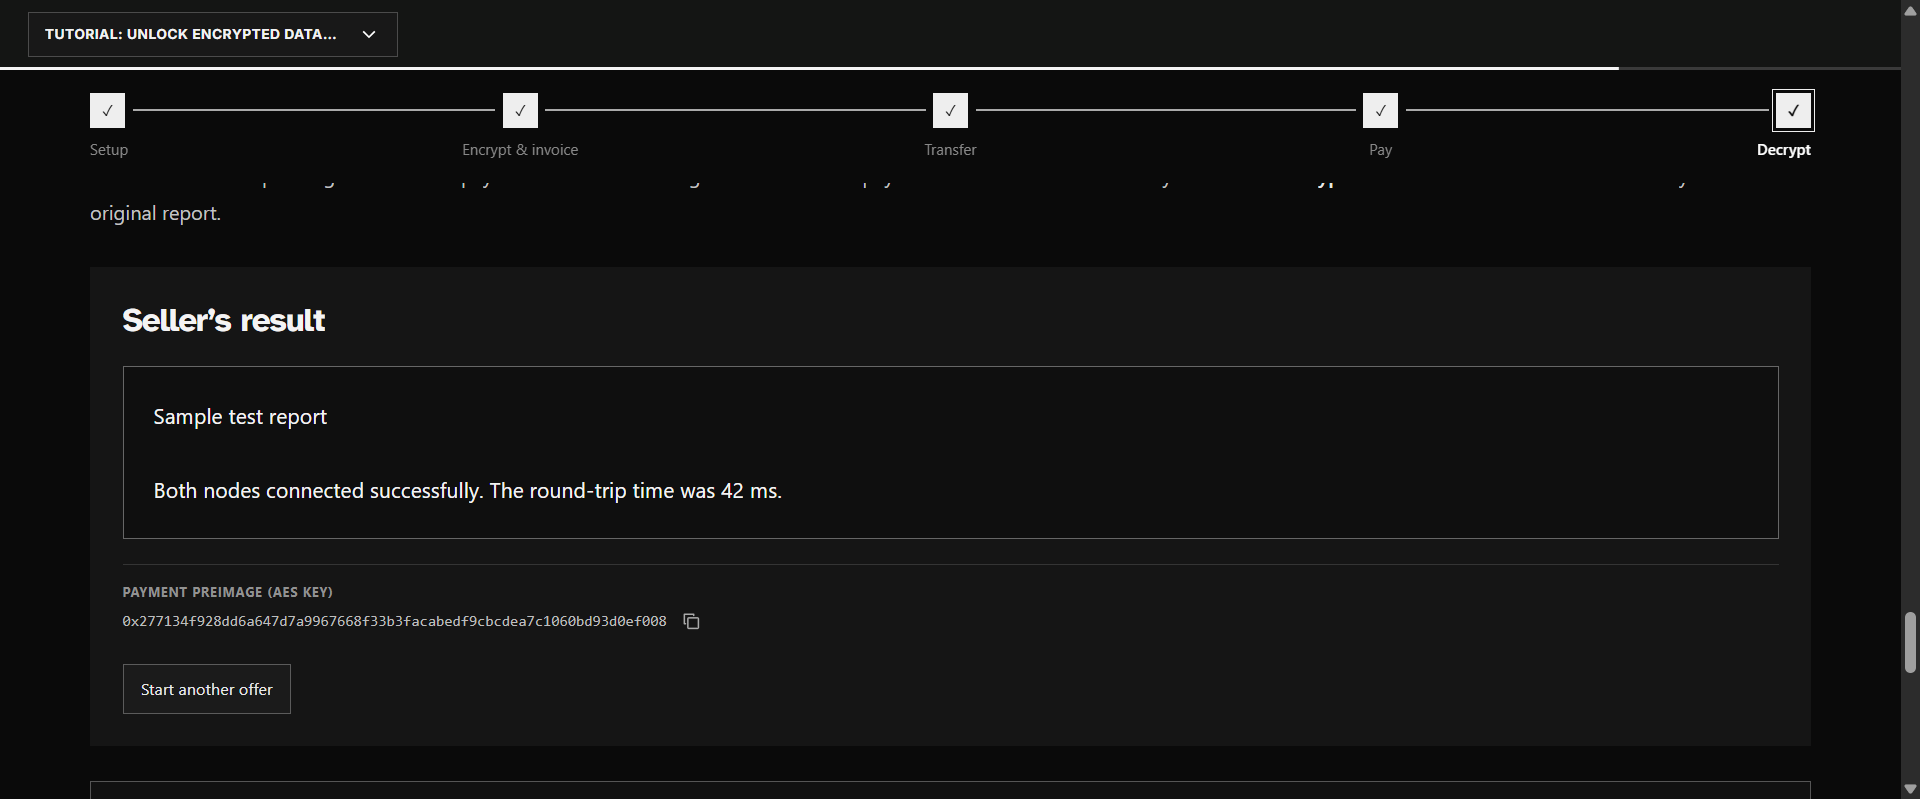 TUTORIAL: UNLOCK ENCRYPTED DATA...
✓ ✓ ✓ ✓ ✓
Setup Encrypt & invoice Transfer Pay Decrypt
original report.
Seller’s result
Sample test report
Both nodes connected successfully. The round-trip time was 42 ms.
PAYMENT PREIMAGE (AES KEY)
0x277134f928dd6a647d7a9967668f33b3facabedf9cbcdea7c1060bd93d0ef008
Start another offer